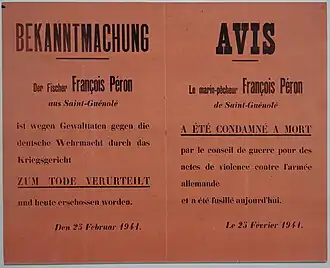 BEKANNTMACHUNG
Der Fischer François Péron
aus Saint-Guénolé
ist wegen Gewalttaten gegen die
deutsche Wehrmacht durch das
Kriegsgericht
ZUM TODE VERURTEILT
und heute erschossen worden.
Den 25 Februar 1941.
AVIS
Le marin-pêcheur François Péron
de Saint-Guénolé
A ÉTÉ CONDAMNÉ A MORT
par le conseil de guerre pour des
actes de violence contre l'armée
allemande
et a été fusillé aujourd'hui.
Le 25 Février 1941.